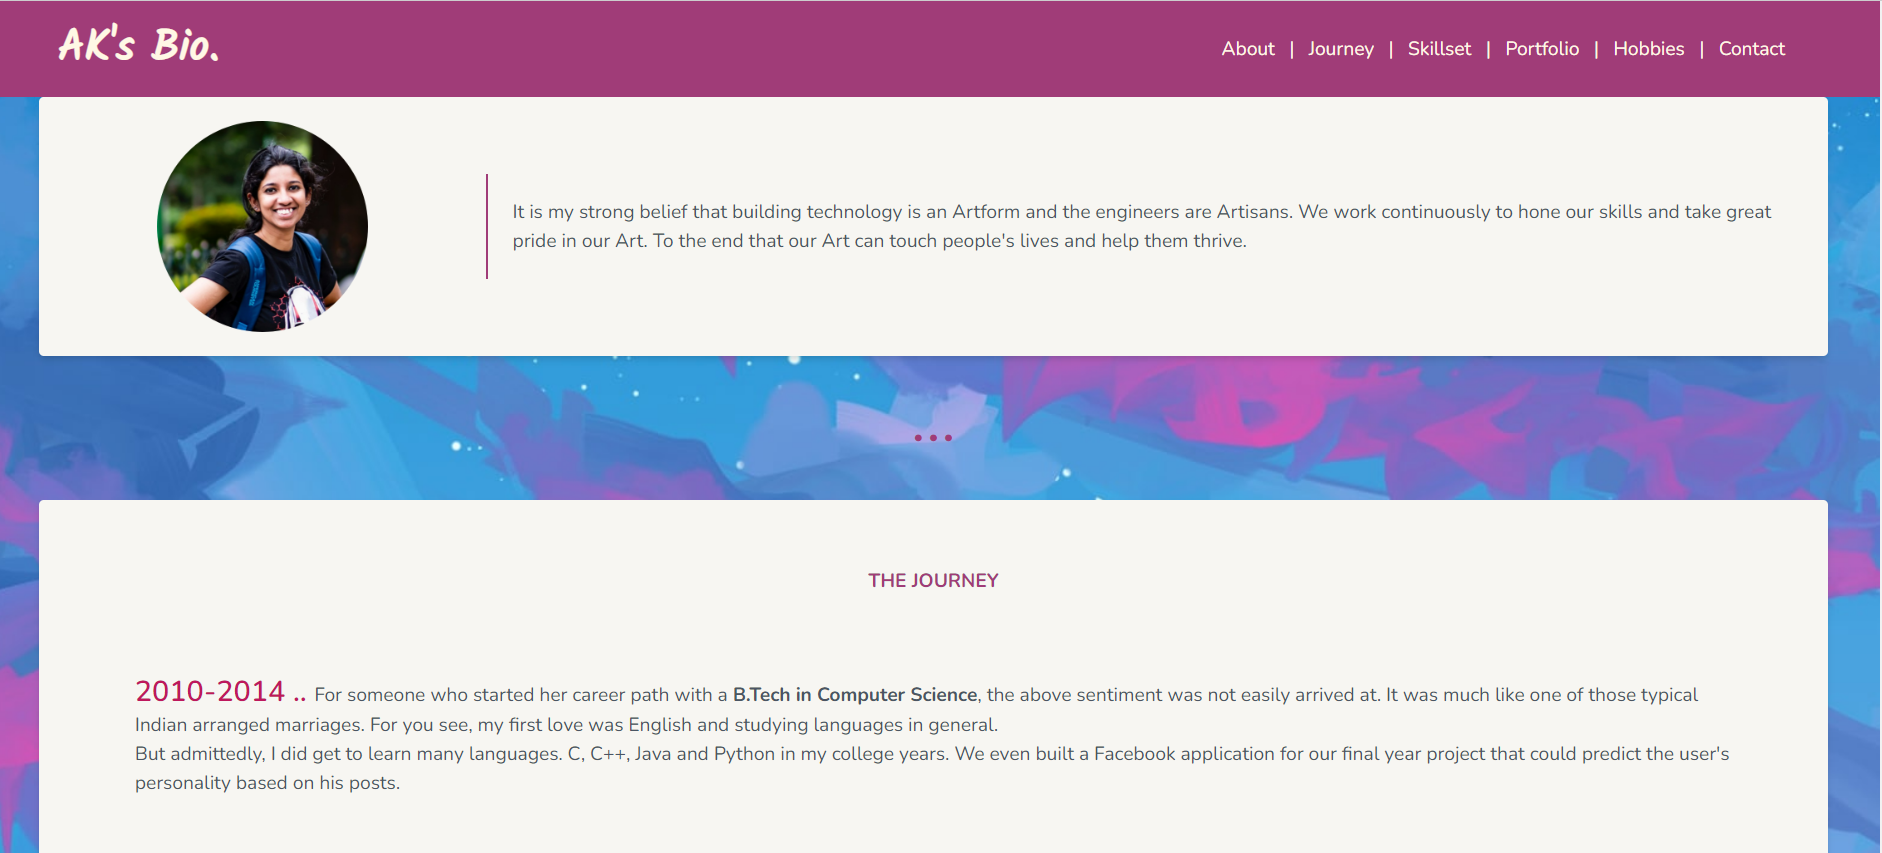 AK's Bio.
About | Journey | Skillset | Portfolio | Hobbies | Contact
It is my strong belief that building technology is an Artform and the engineers are Artisans. We work continuously to hone our skills and take great
pride in our Art. To the end that our Art can touch people's lives and help them thrive.
THE JOURNEY
2010-2014 .. For someone who started her career path with a B.Tech in Computer Science, the above sentiment was not easily arrived at. It was much like one of those typical
Indian arranged marriages. For you see, my first love was English and studying languages in general.
But admittedly, I did get to learn many languages. C, C++, Java and Python in my college years. We even built a Facebook application for our final year project that could predict the user's
personality based on his posts.